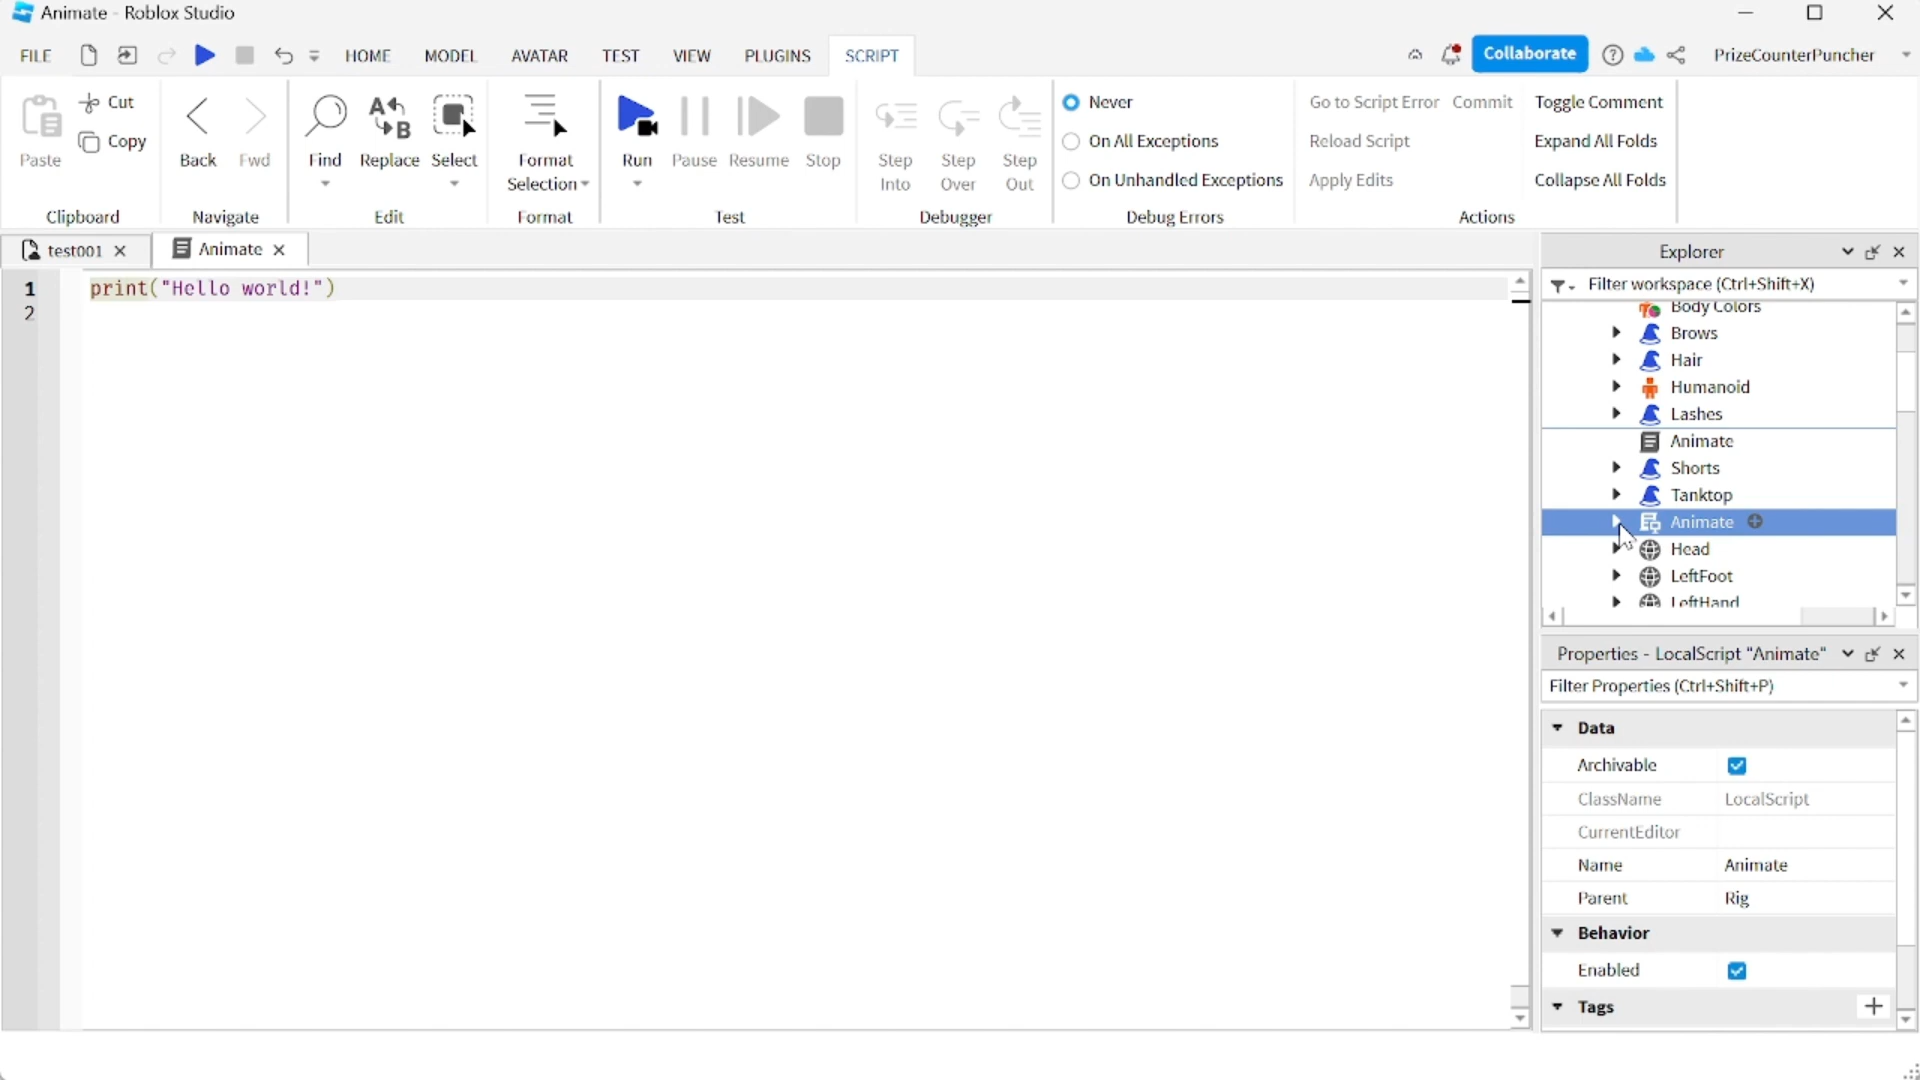 Animate - Roblox Studio
FILE HOME MODEL AVATAR TEST VIEW PLUGINS SCRIPT Collaborate PrizeCounterPuncher
Paste Cut Copy
Clipboard
Back Fwd
Navigate
Find Replace Select
Edit
Format Selection
Format
Run Pause Resume Stop
Test
Step Into Step Over Step Out
Debugger
Never
On All Exceptions
On Unhandled Exceptions
Debug Errors
Go to Script Error Commit Toggle Comment
Reload Script Expand All Folds
Apply Edits Collapse All Folds
Actions
test001 Animate
1 print("Hello world!")
2
Explorer
Filter workspace (Ctrl+Shift+X)
Body Colors
Brows
Hair
Humanoid
Lashes
Animate
Shorts
Tanktop
Animate
Head
LeftFoot
LeftHand
Properties - LocalScript "Animate"
Filter Properties (Ctrl+Shift+P)
Data
Archivable
ClassName LocalScript
CurrentEditor
Name Animate
Parent Rig
Behavior
Enabled
Tags